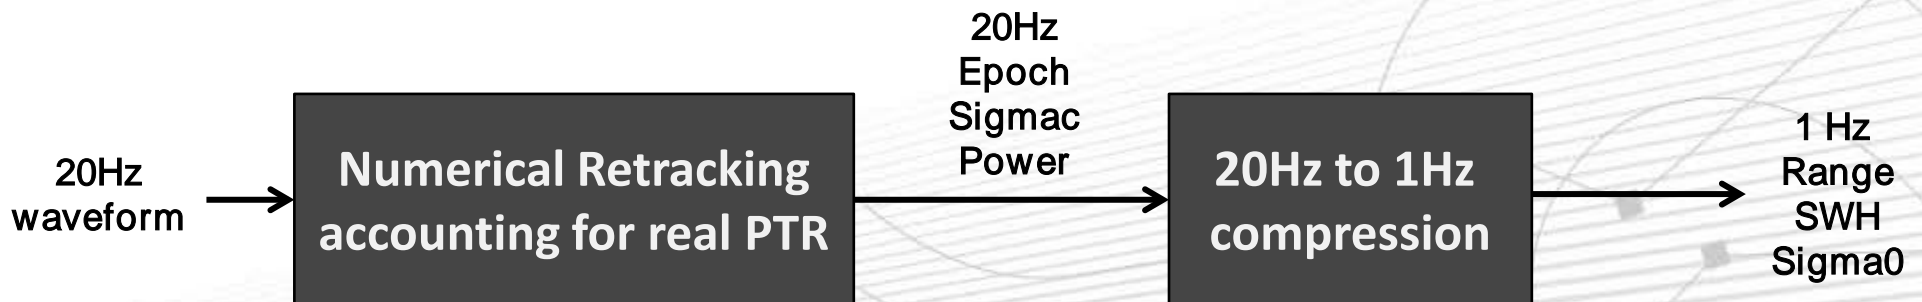 20Hz
waveform
Numerical Retracking
accounting for real PTR
20Hz
Epoch
Sigmac
Power
20Hz to 1Hz
compression
1 Hz
Range
SWH
Sigma0